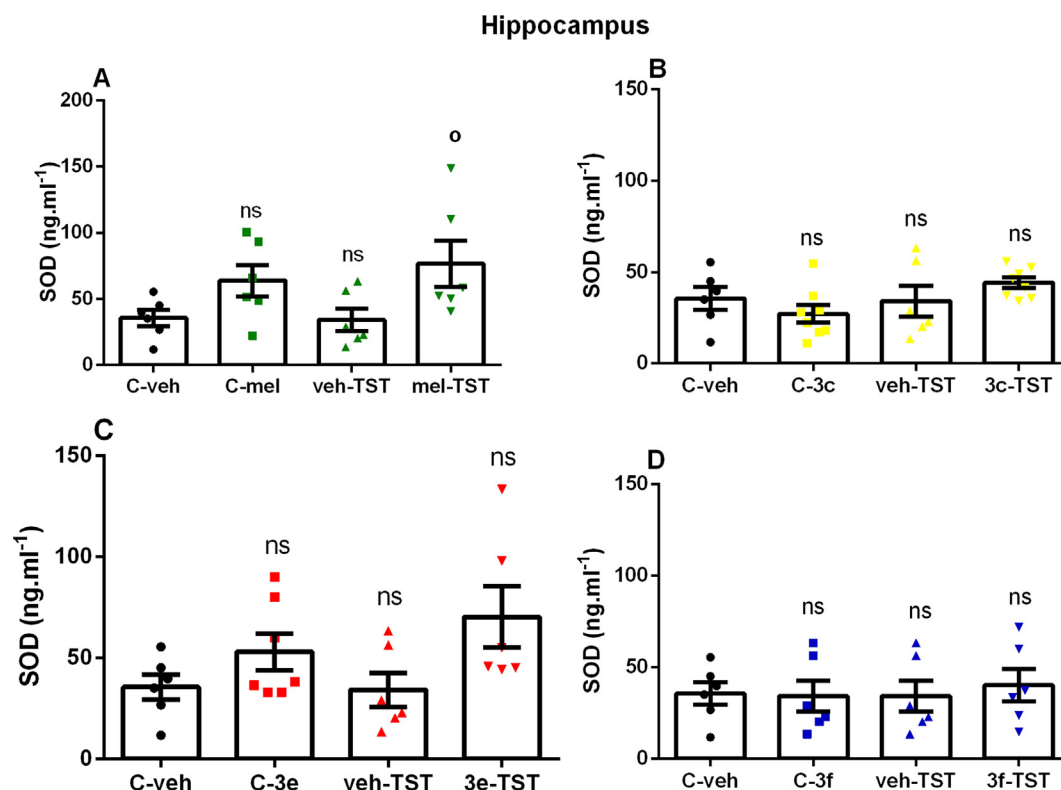 Hippocampus
A
SOD (ng.ml-1)
200
150
100
50
0
ns
ns
o
C-veh C-mel veh-TST mel-TST
B
SOD (ng.ml-1)
150
100
50
0
ns
ns
ns
C-veh C-3c veh-TST 3c-TST
C
SOD (ng.ml-1)
150
100
50
0
ns
ns
ns
C-veh C-3e veh-TST 3e-TST
D
SOD (ng.ml-1)
150
100
50
0
ns
ns
ns
C-veh C-3f veh-TST 3f-TST